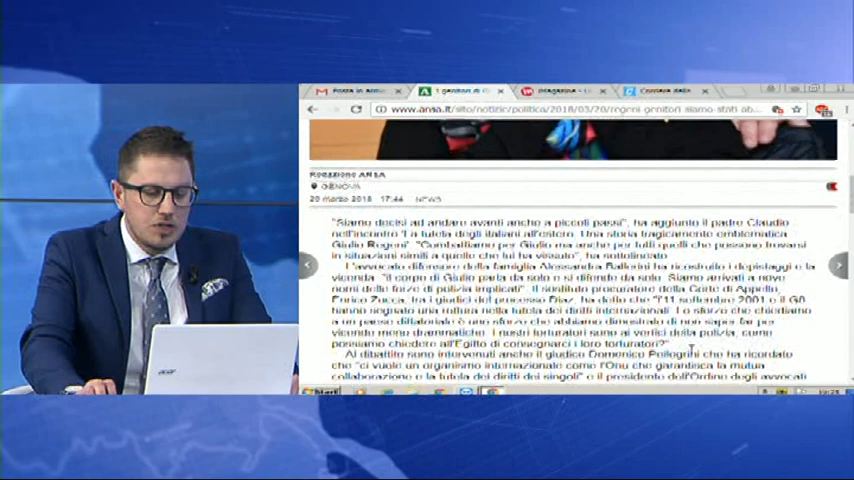 Posta in arrivo
I genitori di G
magazine - L
Corriere della
www.ansa.it/sito/notizie/politica/2018/03/20/regeni-genitori-siamo-stati-ab...
Redazione ANSA
GENOVA
20 marzo 2018 17:44 NEWS
"Siamo decisi ad andare avanti anche a piccoli passi", ha aggiunto il padre Claudio
nell'incontro 'La tutela degli italiani all'estero. Una storia tragicamente emblematica
Giulio Regeni'. "Combattiamo per Giulio ma anche per tutti quelli che possono trovarsi
in situazioni simili a quello che lui ha vissuto", ha sottolineato.
L'avvocato difensore della famiglia Alessandra Ballerini ha ricostruito i depistaggi e la
vicenda. "Il corpo di Giulio parla da solo e si difende da solo. Siamo arrivati a nove
nomi delle forze di polizia implicati". Il sostituto procuratore della Corte di Appello,
Enrico Zucca, tra i giudici del processo Diaz, ha detto che "l'11 settembre 2001 e il G8
hanno segnato una rottura nella tutela dei diritti internazionali. Lo sforzo che chiediamo
a un paese dittatoriale è uno sforzo che abbiamo dimostrato di non saper far per
vicende meno drammatiche. I nostri torturatori sono ai vertici della polizia, come
possiamo chiedere all'Egitto di consegnarci i loro torturatori?"
Al dibattito sono intervenuti anche il giudice Domenico Pellegrini che ha ricordato
che "ci vuole un organismo internazionale come l'Onu che garantisca la mutua
collaborazione e la tutela dei diritti dei singoli" e il presidente dell'Ordine degli avvocati
acer
Start